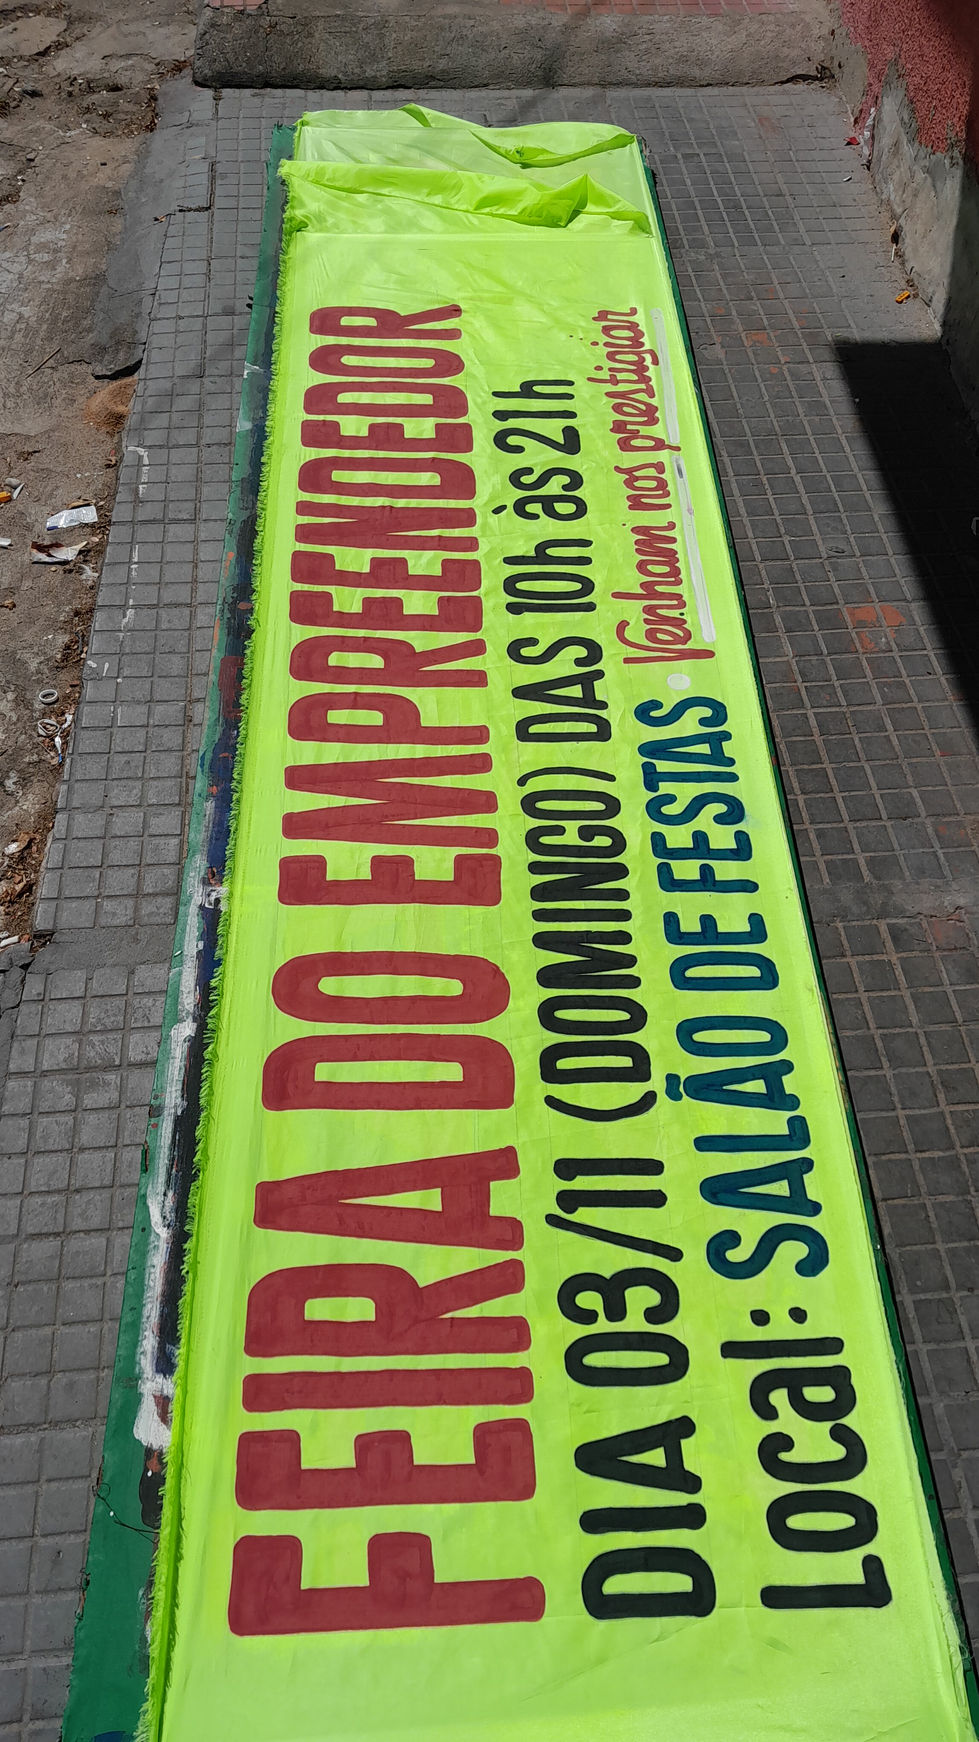 FEIRA DO EMPREENDEDOR
DIA 03/11 (DOMINGO) DAS 10h às 21h
Local: SALÃO DE FESTAS
Venham nos prestigiar